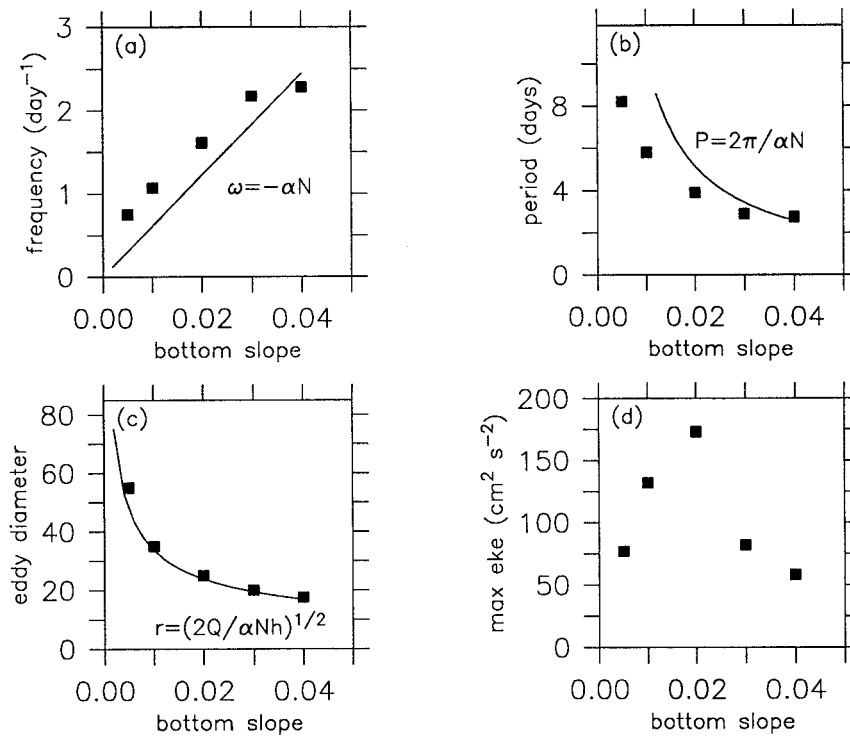 (a)
frequency (day⁻¹)
3
2
1
0
ω=−αN
0.00 0.02 0.04
bottom slope
(b)
period (days)
8
4
0
P=2π/αN
0.00 0.02 0.04
bottom slope
(c)
eddy diameter
80
60
40
20
0
r=(2Q/αNh)^1/2
0.00 0.02 0.04
bottom slope
(d)
max eke (cm² s⁻²)
200
150
100
50
0
0.00 0.02 0.04
bottom slope